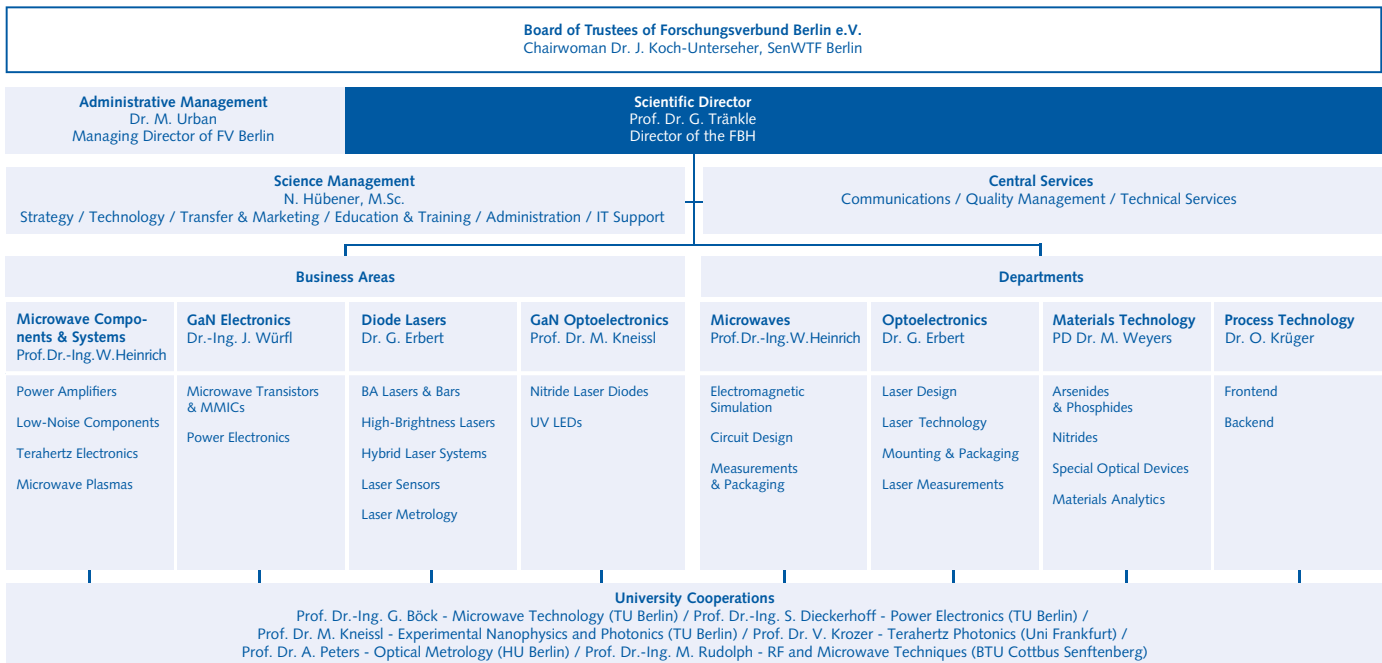 Board of Trustees of Forschungsverbund Berlin e.V.
Chairwoman Dr. J. Koch-Unterseher, SenWTF Berlin
Administrative Management
Dr. M. Urban
Managing Director of FV Berlin
Scientific Director
Prof. Dr. G. Tränkle
Director of the FBH
Science Management
N. Hübener, M.Sc.
Strategy / Technology / Transfer & Marketing / Education & Training / Administration / IT Support
Central Services
Communications / Quality Management / Technical Services
Business Areas
Departments
Microwave Compo-
nents & Systems
Prof.Dr.-Ing.W.Heinrich
GaN Electronics
Dr.-Ing. J. Würfl
Diode Lasers
Dr. G. Erbert
GaN Optoelectronics
Prof. Dr. M. Kneissl
Microwaves
Prof.Dr.-Ing.W.Heinrich
Optoelectronics
Dr. G. Erbert
Materials Technology
PD Dr. M. Weyers
Process Technology
Dr. O. Krüger
Power Amplifiers
Low-Noise Components
Terahertz Electronics
Microwave Plasmas
Microwave Transistors
& MMICs
Power Electronics
BA Lasers & Bars
High-Brightness Lasers
Hybrid Laser Systems
Laser Sensors
Laser Metrology
Nitride Laser Diodes
UV LEDs
Electromagnetic
Simulation
Circuit Design
Measurements
& Packaging
Laser Design
Laser Technology
Mounting & Packaging
Laser Measurements
Arsenides
& Phosphides
Nitrides
Special Optical Devices
Materials Analytics
Frontend
Backend
University Cooperations
Prof. Dr.-Ing. G. Böck - Microwave Technology (TU Berlin) / Prof. Dr.-Ing. S. Dieckerhoff - Power Electronics (TU Berlin) /
Prof. Dr. M. Kneissl - Experimental Nanophysics and Photonics (TU Berlin) / Prof. Dr. V. Krozer - Terahertz Photonics (Uni Frankfurt) /
Prof. Dr. A. Peters - Optical Metrology (HU Berlin) / Prof. Dr.-Ing. M. Rudolph - RF and Microwave Techniques (BTU Cottbus Senftenberg)